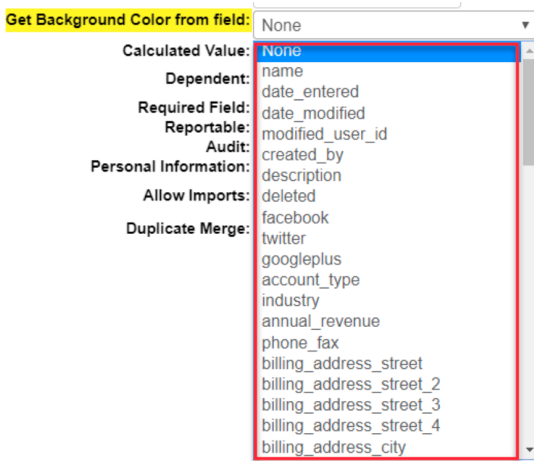 Get Background Color from field: None
Calculated Value:
Dependent:
Required Field:
Reportable:
Audit:
Personal Information:
Allow Imports:
Duplicate Merge:
None
name
date_entered
date_modified
modified_user_id
created_by
description
deleted
facebook
twitter
googleplus
account_type
industry
annual_revenue
phone_fax
billing_address_street
billing_address_street_2
billing_address_street_3
billing_address_street_4
billing_address_city